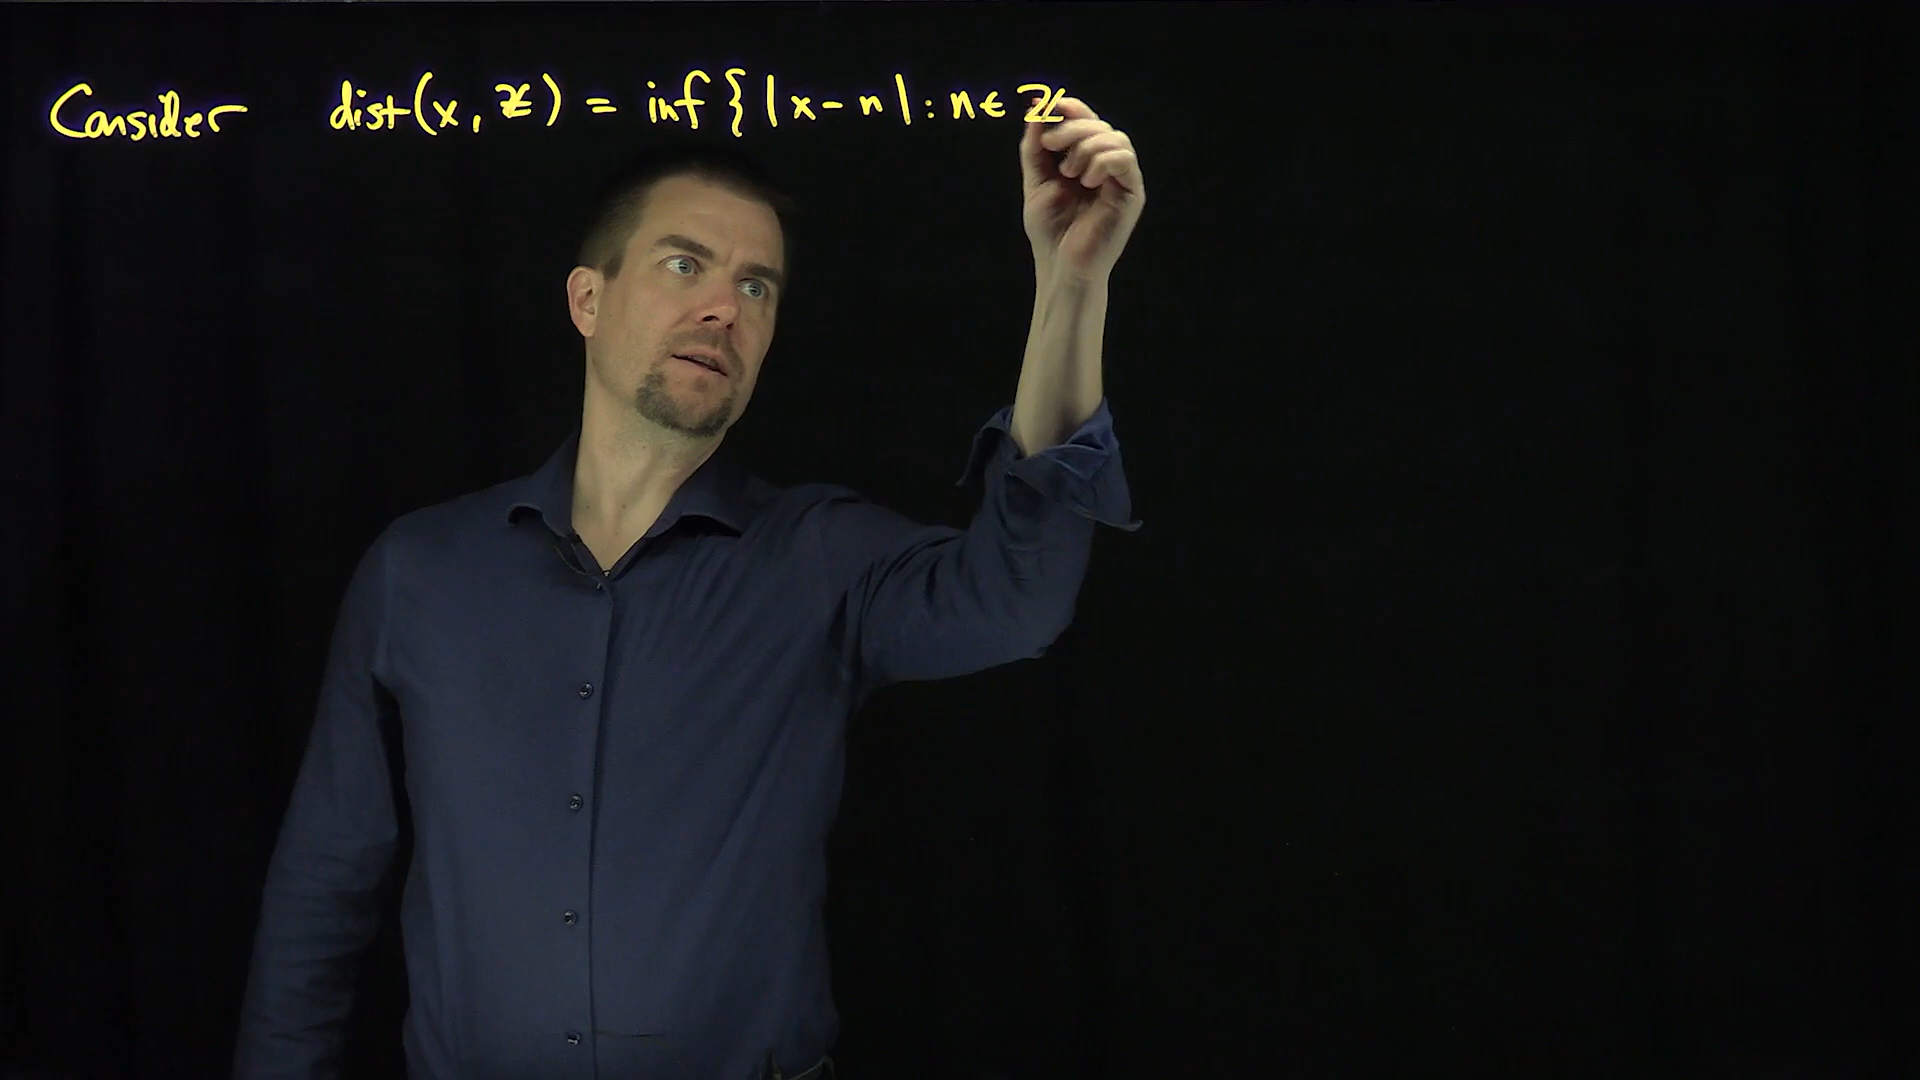 Consider dist(x, ℤ) = inf { |x - n| : n ∈ ℤ